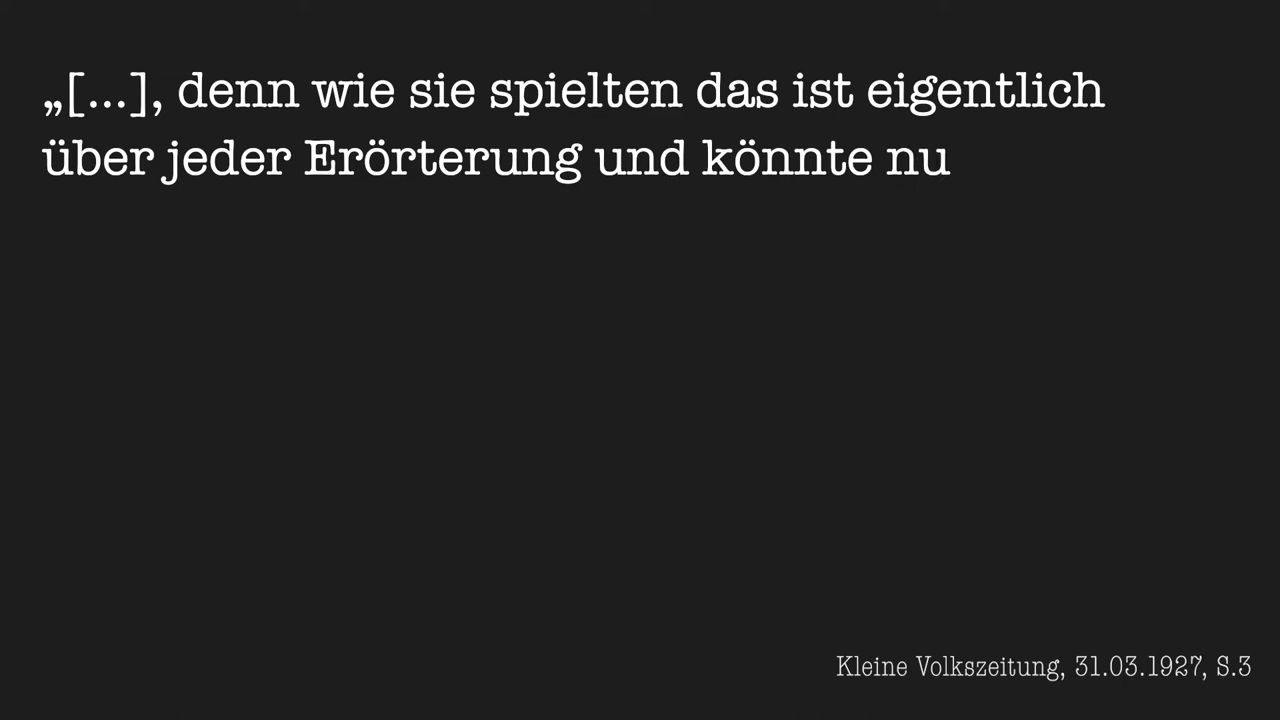 „[...], denn wie sie spielten das ist eigentlich
über jeder Erörterung und könnte nu
Kleine Volkszeitung, 31.03.1927, S.3